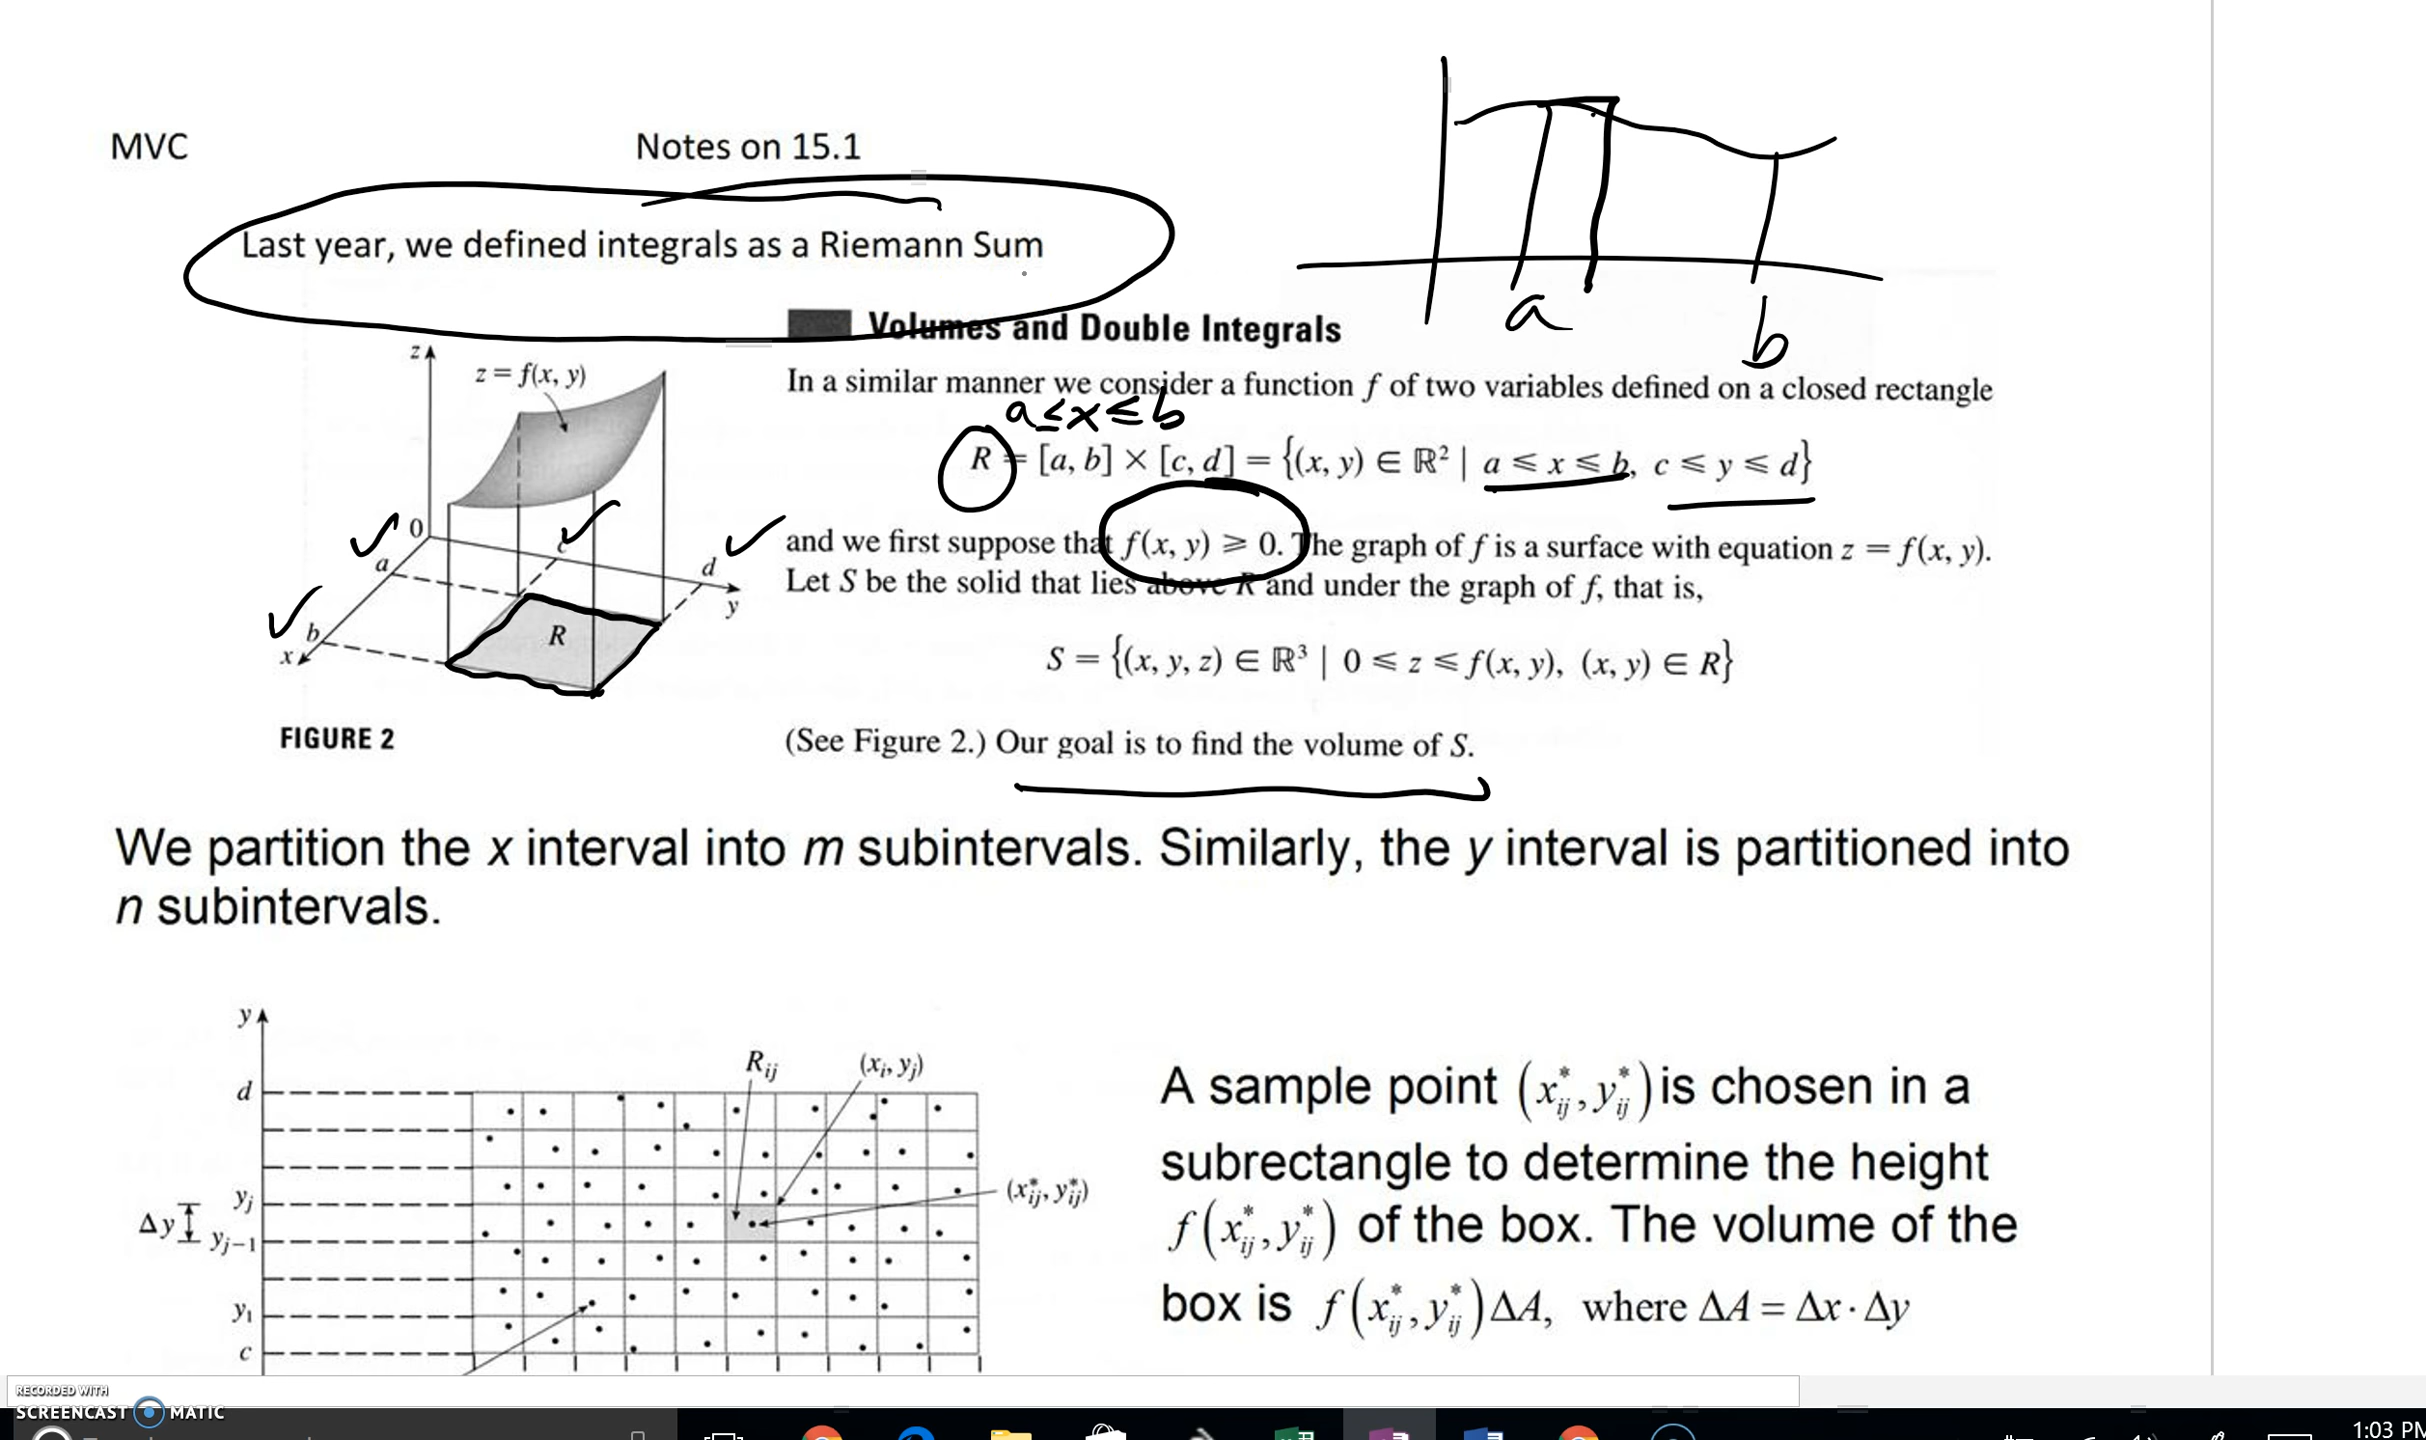 MVC Notes on 15.1
Last year, we defined integrals as a Riemann Sum
a b
Volumes and Double Integrals
z
z = f(x, y)
In a similar manner we consider a function f of two variables defined on a closed rectangle
a ≤ x ≤ b
R = [a, b] × [c, d] = {(x, y) ∈ ℝ² | a ≤ x ≤ b, c ≤ y ≤ d}
0
c
a
d
y
and we first suppose that f(x, y) ≥ 0. The graph of f is a surface with equation z = f(x, y).
Let S be the solid that lies above R and under the graph of f, that is,
b
x
R
S = {(x, y, z) ∈ ℝ³ | 0 ≤ z ≤ f(x, y), (x, y) ∈ R}
FIGURE 2
(See Figure 2.) Our goal is to find the volume of S.
We partition the x interval into m subintervals. Similarly, the y interval is partitioned into
n subintervals.
y
R_ij (x_i, y_j)
d
(x*_ij, y*_ij)
y_j
Δy
y_j−1
y_1
c
A sample point (x*_ij, y*_ij) is chosen in a
subrectangle to determine the height
f(x*_ij, y*_ij) of the box. The volume of the
box is f(x*_ij, y*_ij)ΔA, where ΔA = Δx · Δy
RECORDED WITH
SCREENCAST MATIC
1:03 PM